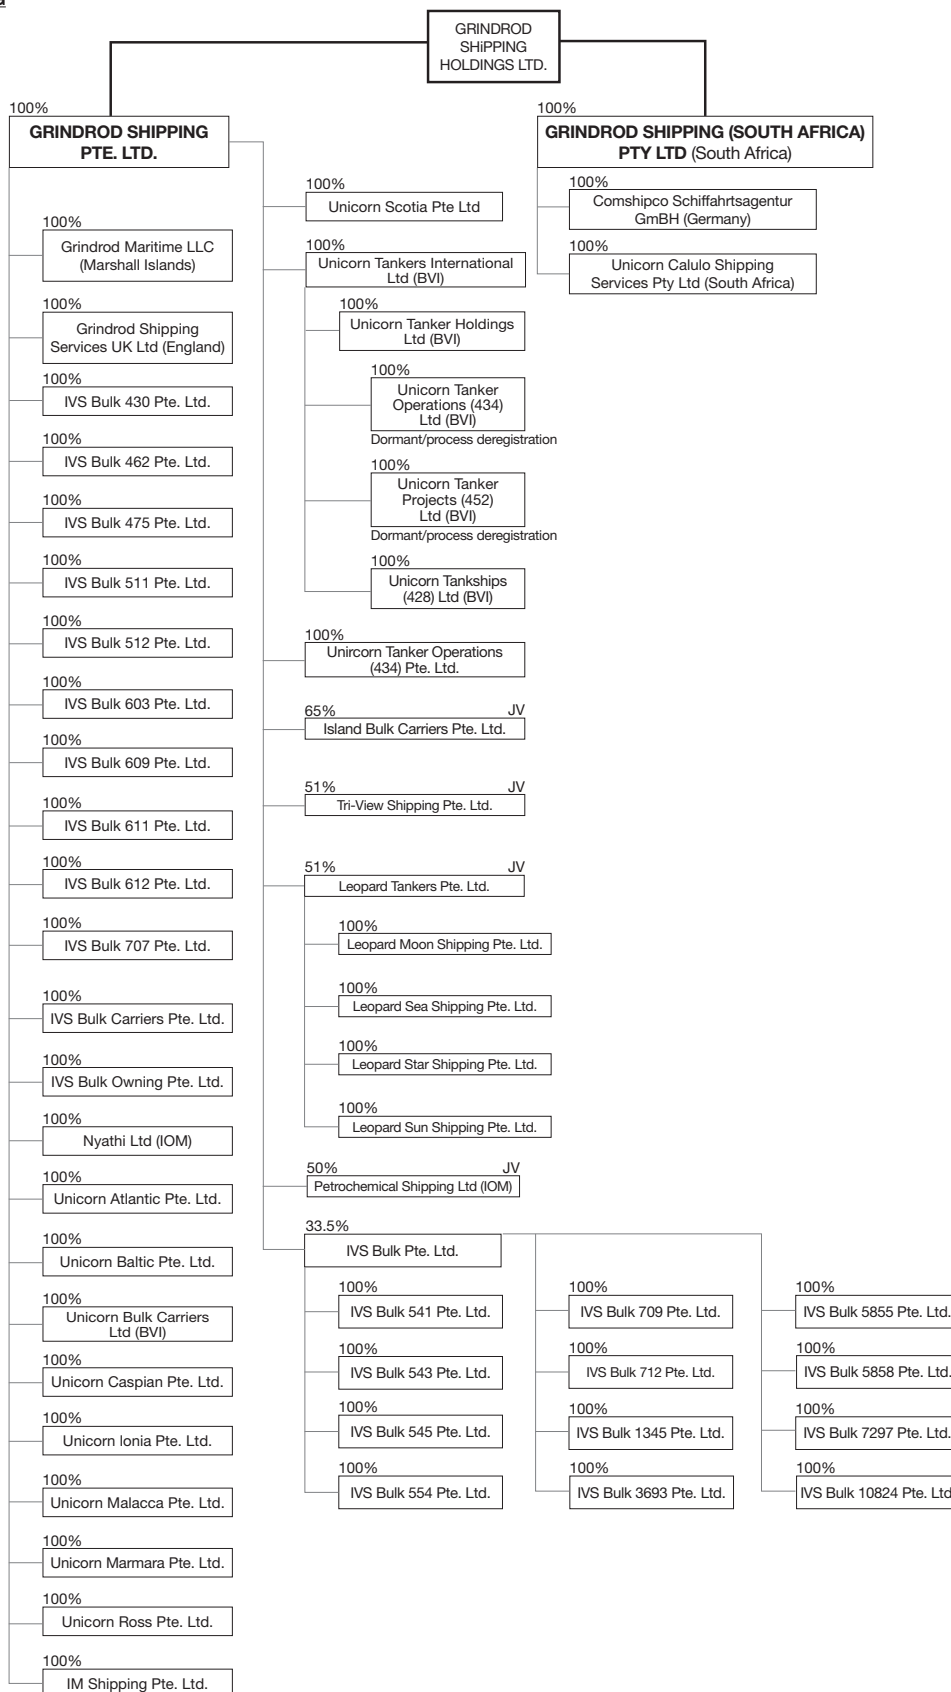 GRINDROD
SHiPPING
HOLDINGS LTD.
100%
GRINDROD SHIPPING
PTE. LTD.
100%
Grindrod Maritime LLC
(Marshall Islands)
100%
Grindrod Shipping
Services UK Ltd (England)
100%
IVS Bulk 430 Pte. Ltd.
100%
IVS Bulk 462 Pte. Ltd.
100%
IVS Bulk 475 Pte. Ltd.
100%
IVS Bulk 511 Pte. Ltd.
100%
IVS Bulk 512 Pte. Ltd.
100%
IVS Bulk 603 Pte. Ltd.
100%
IVS Bulk 609 Pte. Ltd.
100%
IVS Bulk 611 Pte. Ltd.
100%
IVS Bulk 612 Pte. Ltd.
100%
IVS Bulk 707 Pte. Ltd.
100%
IVS Bulk Carriers Pte. Ltd.
100%
IVS Bulk Owning Pte. Ltd.
100%
Nyathi Ltd (IOM)
100%
Unicorn Atlantic Pte. Ltd.
100%
Unicorn Baltic Pte. Ltd.
100%
Unicorn Bulk Carriers
Ltd (BVI)
100%
Unicorn Caspian Pte. Ltd.
100%
Unicorn Ionia Pte. Ltd.
100%
Unicorn Malacca Pte. Ltd.
100%
Unicorn Marmara Pte. Ltd.
100%
Unicorn Ross Pte. Ltd.
100%
IM Shipping Pte. Ltd.
100%
Unicorn Scotia Pte Ltd
100%
Unicorn Tankers International
Ltd (BVI)
100%
Unicorn Tanker Holdings
Ltd (BVI)
100%
Unicorn Tanker
Operations (434)
Ltd (BVI)
Dormant/process deregistration
100%
Unicorn Tanker
Projects (452)
Ltd (BVI)
Dormant/process deregistration
100%
Unicorn Tankships
(428) Ltd (BVI)
100%
Unircorn Tanker Operations
(434) Pte. Ltd.
65% JV
Island Bulk Carriers Pte. Ltd.
51% JV
Tri-View Shipping Pte. Ltd.
51% JV
Leopard Tankers Pte. Ltd.
100%
Leopard Moon Shipping Pte. Ltd.
100%
Leopard Sea Shipping Pte. Ltd.
100%
Leopard Star Shipping Pte. Ltd.
100%
Leopard Sun Shipping Pte. Ltd.
50% JV
Petrochemical Shipping Ltd (IOM)
33.5%
IVS Bulk Pte. Ltd.
100%
IVS Bulk 541 Pte. Ltd.
100%
IVS Bulk 543 Pte. Ltd.
100%
IVS Bulk 545 Pte. Ltd.
100%
IVS Bulk 554 Pte. Ltd.
100%
IVS Bulk 709 Pte. Ltd.
100%
IVS Bulk 712 Pte. Ltd.
100%
IVS Bulk 1345 Pte. Ltd.
100%
IVS Bulk 3693 Pte. Ltd.
100%
IVS Bulk 5855 Pte. Ltd.
100%
IVS Bulk 5858 Pte. Ltd.
100%
IVS Bulk 7297 Pte. Ltd.
100%
IVS Bulk 10824 Pte. Ltd
100%
GRINDROD SHIPPING (SOUTH AFRICA)
PTY LTD (South Africa)
100%
Comshipco Schiffahrtsagentur
GmBH (Germany)
100%
Unicorn Calulo Shipping
Services Pty Ltd (South Africa)